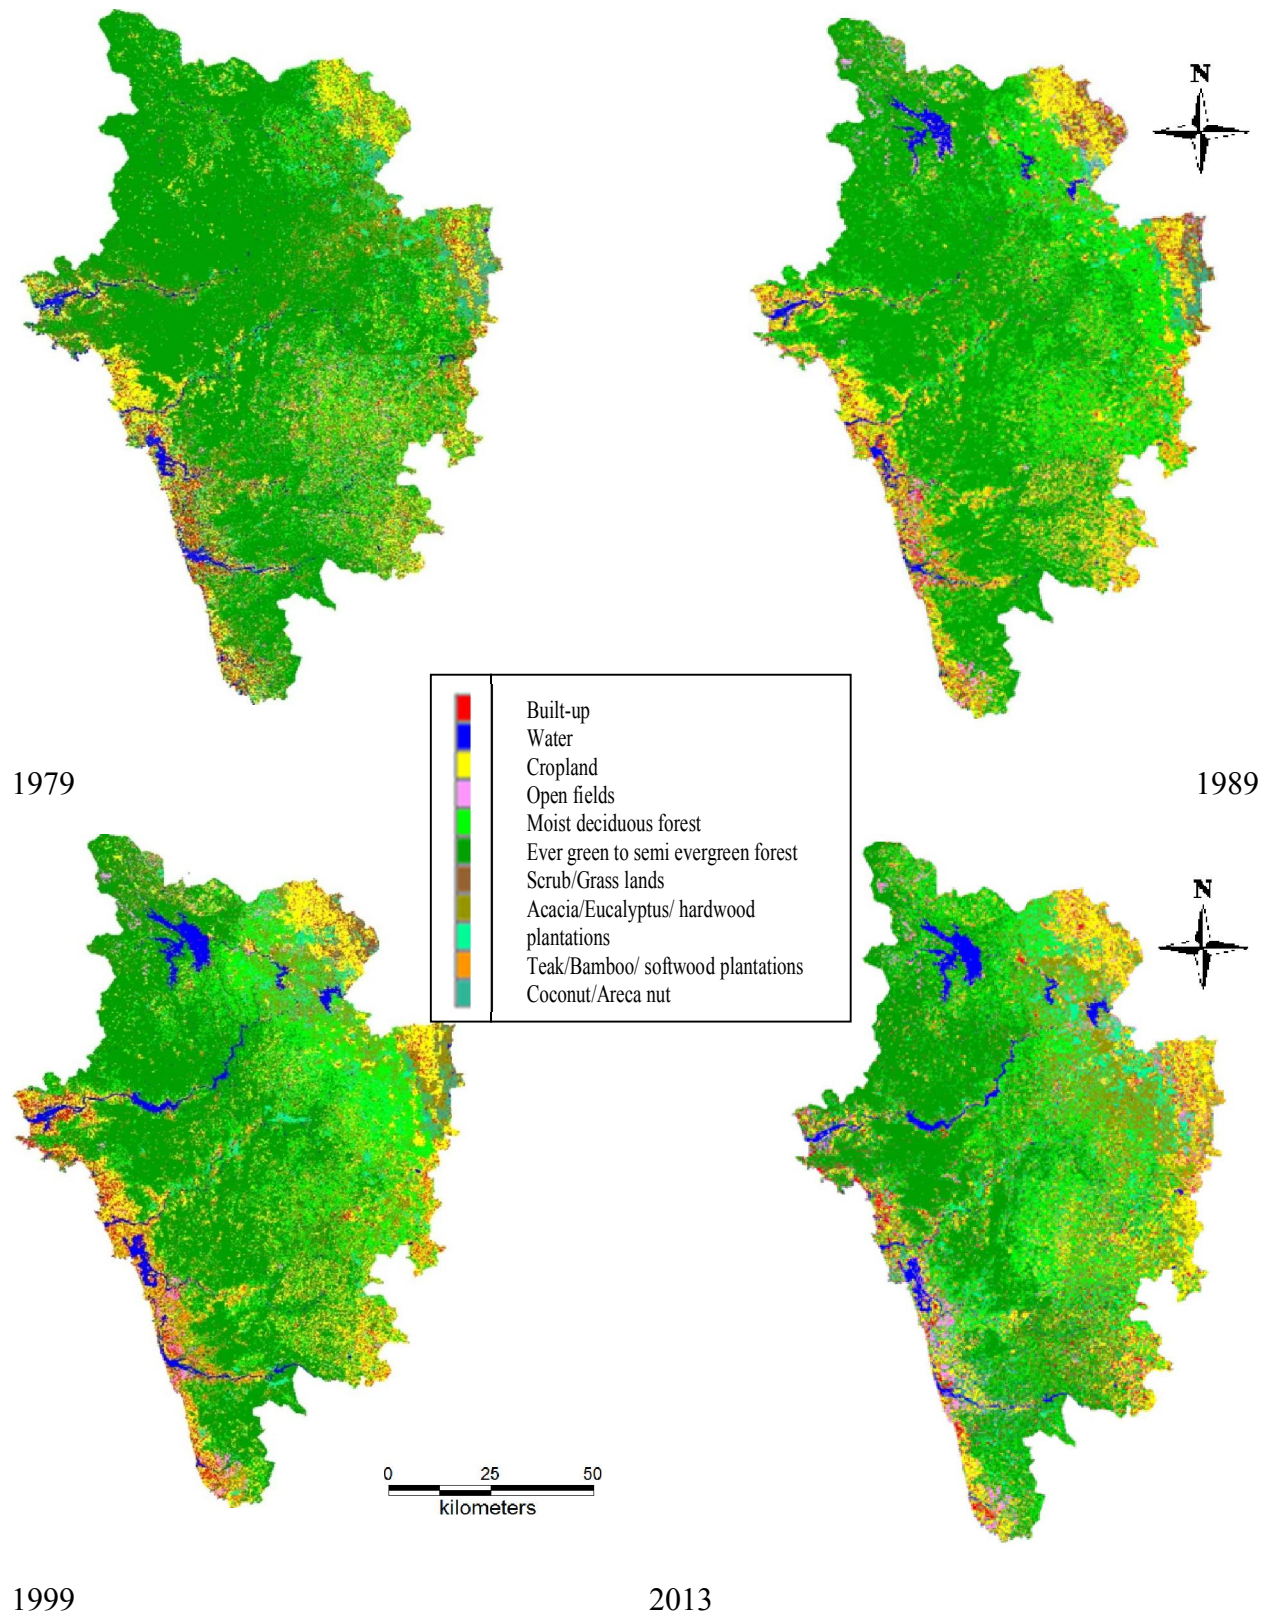 N
Built-up
Water
Cropland
Open fields
Moist deciduous forest
Ever green to semi evergreen forest
Scrub/Grass lands
Acacia/Eucalyptus/ hardwood
plantations
Teak/Bamboo/ softwood plantations
Coconut/Areca nut
1979
1989
N
0 25 50
kilometers
1999
2013